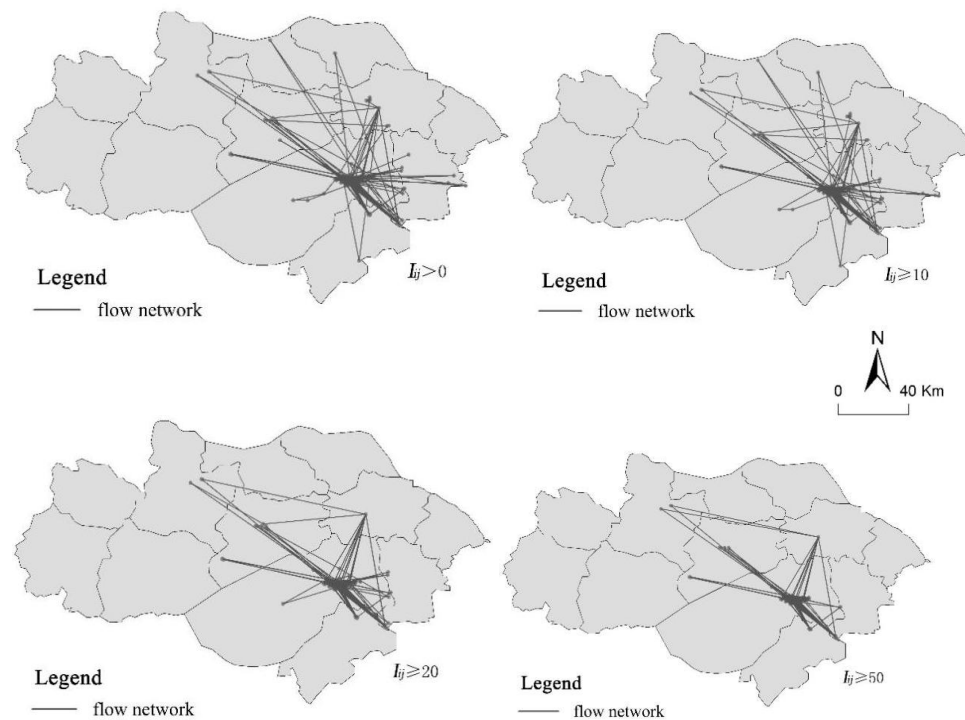 Legend
flow network
Iij>0
Legend
flow network
Iij≥10
N
0 40 Km
Legend
flow network
Iij≥20
Legend
flow network
Iij≥50